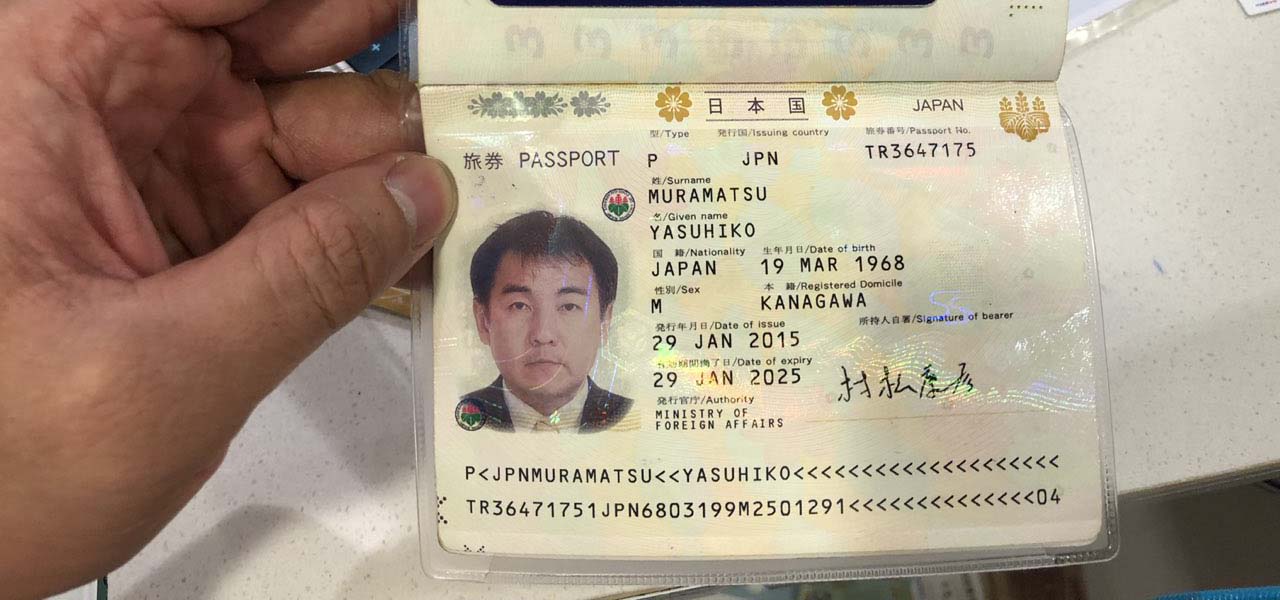 日本国 JAPAN
型/Type 発行国/Issuing country 旅券番号/Passport No.
旅券 PASSPORT P JPN TR3647175
姓/Surname
MURAMATSU
名/Given name
YASUHIKO
国 籍/Nationality 生年月日/Date of birth
JAPAN 19 MAR 1968
性別/Sex 本 籍/Registered Domicile
M KANAGAWA
発行年月日/Date of issue 所持人自署/Signature of bearer
29 JAN 2015
有効期間満了日/Date of expiry
29 JAN 2025
発行官庁/Authority
MINISTRY OF
FOREIGN AFFAIRS
P<JPNMURAMATSU<<YASUHIKO<<<<<<<<<<<<<<<<<<<<
TR36471751JPN6803199M2501291<<<<<<<<<<<<<<04